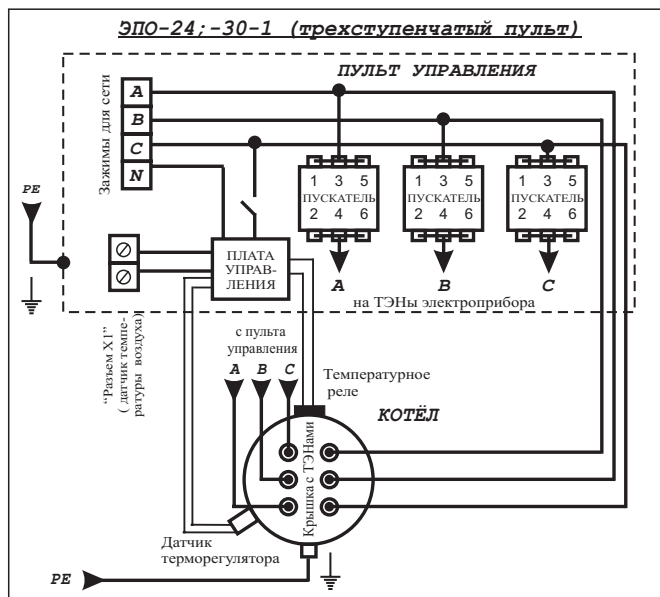 ЭПО-24;-30-1 (трехступенчатый пульт)
ПУЛЬТ УПРАВЛЕНИЯ
Зажимы для сети
A
B
C
N
PE
1 3 5
ПУСКАТЕЛЬ
2 4 6
1 3 5
ПУСКАТЕЛЬ
2 4 6
1 3 5
ПУСКАТЕЛЬ
2 4 6
ПЛАТА
УПРАВ-
ЛЕНИЯ
A
B
C
на ТЭНы электроприбора
"Разъем X1"
( датчик темпе-
ратуры воздуха)
с пульта
управления
A B C
Температурное
реле
КОТЁЛ
Крышка с ТЭНами
Датчик
терморегулятора
PE